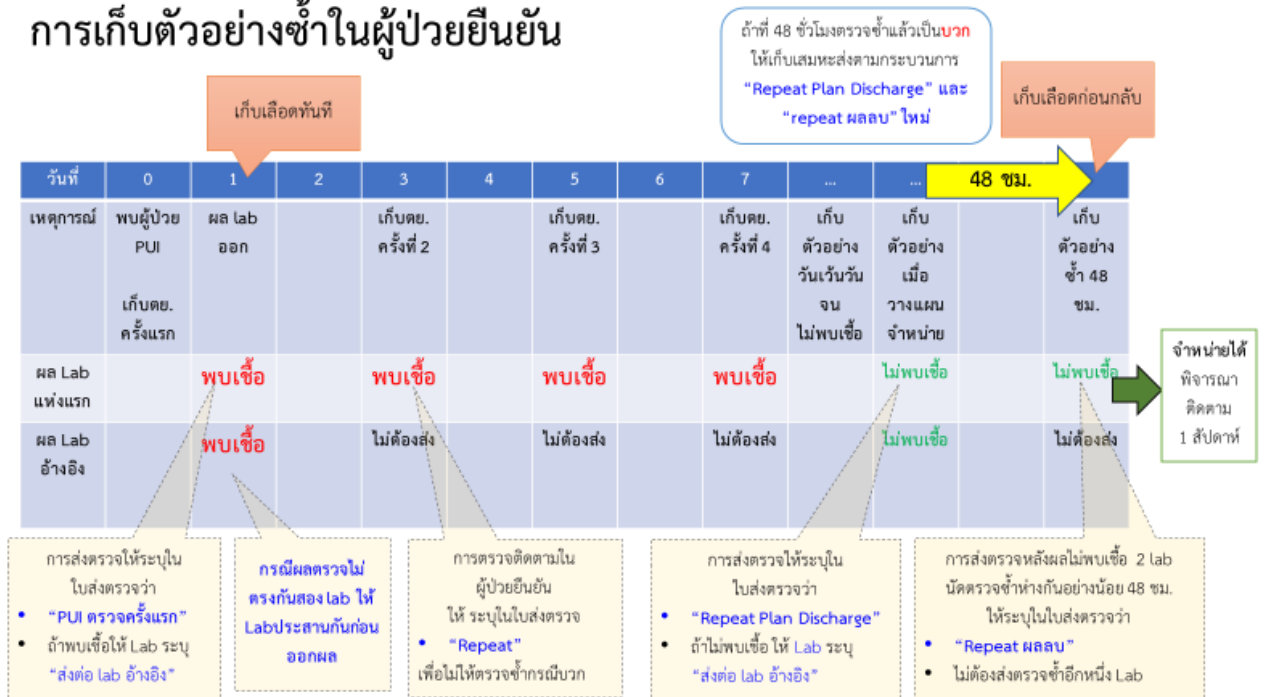 การเก็บตัวอย่างซ้ำในผู้ป่วยยืนยัน
ถ้าที่ 48 ชั่วโมงตรวจซ้ำแล้วเป็นบวก
ให้เก็บเสมหะส่งตามกระบวนการ
“Repeat Plan Discharge” และ
“repeat ผลลบ” ใหม่
เก็บเลือดทันที
เก็บเลือดก่อนกลับ
วันที่ 0 1 2 3 4 5 6 7 ... ... 48 ชม.
เหตุการณ์
พบผู้ป่วย
PUI
เก็บตย.
ครั้งแรก
ผล lab
ออก
เก็บตย.
ครั้งที่ 2
เก็บตย.
ครั้งที่ 3
เก็บตย.
ครั้งที่ 4
เก็บ
ตัวอย่าง
วันเว้นวัน
จน
ไม่พบเชื้อ
เก็บ
ตัวอย่าง
เมื่อ
วางแผน
จำหน่าย
เก็บ
ตัวอย่าง
ซ้ำ 48
ชม.
ผล Lab
แห่งแรก
พบเชื้อ พบเชื้อ พบเชื้อ พบเชื้อ ไม่พบเชื้อ ไม่พบเชื้อ
จำหน่ายได้
พิจารณา
ติดตาม
1 สัปดาห์
ผล Lab
อ้างอิง
พบเชื้อ ไม่ต้องส่ง ไม่ต้องส่ง ไม่ต้องส่ง ไม่พบเชื้อ ไม่ต้องส่ง
การส่งตรวจให้ระบุใน
ใบส่งตรวจว่า
• “PUI ตรวจครั้งแรก”
• ถ้าพบเชื้อให้ Lab ระบุ
“ส่งต่อ lab อ้างอิง”
กรณีผลตรวจไม่
ตรงกันสอง lab ให้
Labประสานกันก่อน
ออกผล
การตรวจติดตามใน
ผู้ป่วยยืนยัน
ให้ ระบุในใบส่งตรวจ
• “Repeat”
เพื่อไม่ให้ตรวจซ้ำกรณีบวก
การส่งตรวจให้ระบุใน
ใบส่งตรวจว่า
• “Repeat Plan Discharge”
• ถ้าไม่พบเชื้อ ให้ Lab ระบุ
“ส่งต่อ lab อ้างอิง”
การส่งตรวจหลังผลไม่พบเชื้อ 2 lab
นัดตรวจซ้ำห่างกันอย่างน้อย 48 ชม.
ให้ระบุในใบส่งตรวจว่า
• “Repeat ผลลบ”
• ไม่ต้องส่งตรวจซ้ำอีกหนึ่ง Lab